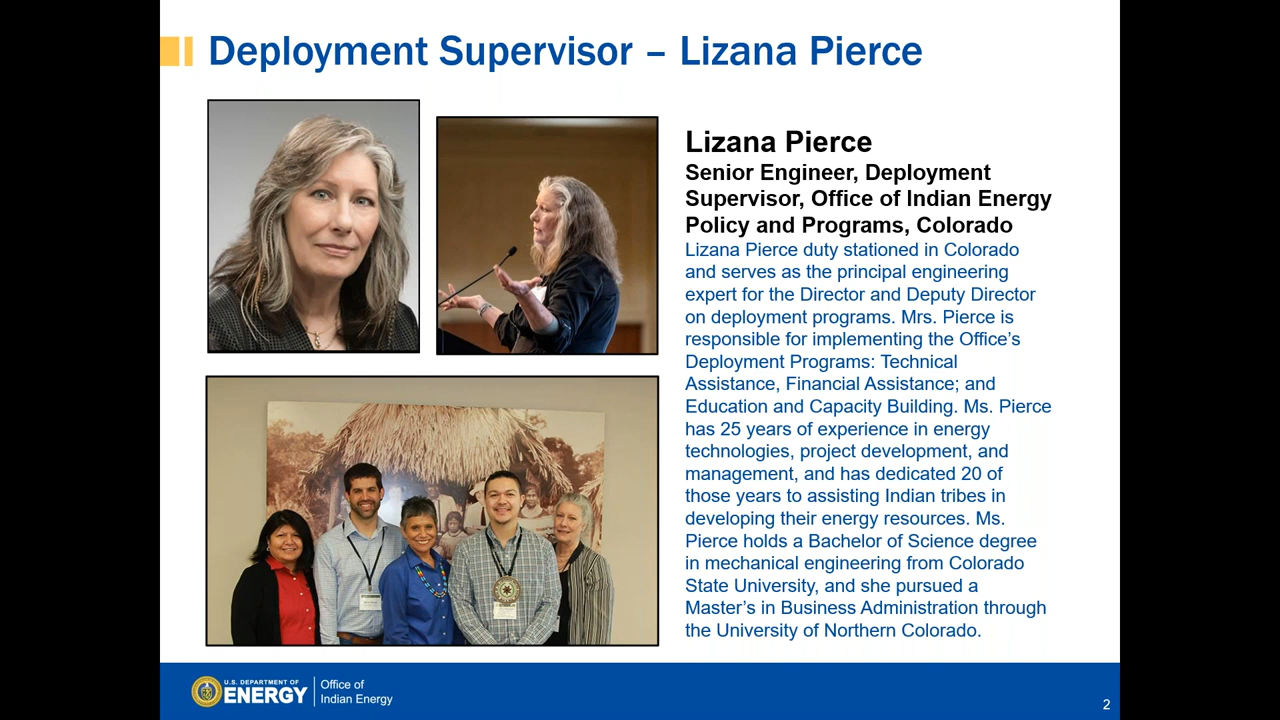 Deployment Supervisor – Lizana Pierce
Lizana Pierce
Senior Engineer, Deployment
Supervisor, Office of Indian Energy
Policy and Programs, Colorado
Lizana Pierce duty stationed in Colorado
and serves as the principal engineering
expert for the Director and Deputy Director
on deployment programs. Mrs. Pierce is
responsible for implementing the Office’s
Deployment Programs: Technical
Assistance, Financial Assistance; and
Education and Capacity Building. Ms. Pierce
has 25 years of experience in energy
technologies, project development, and
management, and has dedicated 20 of
those years to assisting Indian tribes in
developing their energy resources. Ms.
Pierce holds a Bachelor of Science degree
in mechanical engineering from Colorado
State University, and she pursued a
Master’s in Business Administration through
the University of Northern Colorado.
U.S. DEPARTMENT OF
ENERGY
Office of
Indian Energy
2